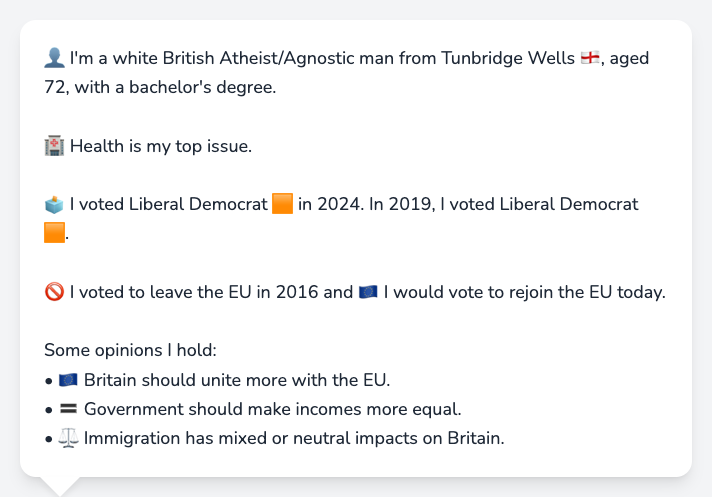 👤 I'm a white British Atheist/Agnostic man from Tunbridge Wells 🏴󠁧󠁢󠁥󠁮󠁧󠁿, aged
72, with a bachelor's degree.
🏥 Health is my top issue.
🗳️ I voted Liberal Democrat 🟧 in 2024. In 2019, I voted Liberal Democrat
🟧.
🚫 I voted to leave the EU in 2016 and 🇪🇺 I would vote to rejoin the EU today.
Some opinions I hold:
• 🇪🇺 Britain should unite more with the EU.
• 🟰 Government should make incomes more equal.
• ⚖️ Immigration has mixed or neutral impacts on Britain.